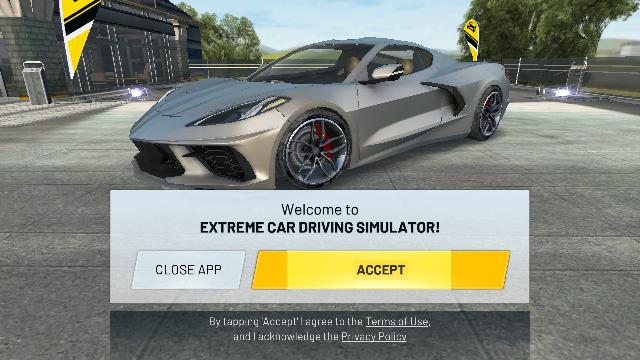 Welcome to
EXTREME CAR DRIVING SIMULATOR!
CLOSE APP
ACCEPT
By tapping 'Accept' I agree to the Terms of Use,
and I acknowledge the Privacy Policy